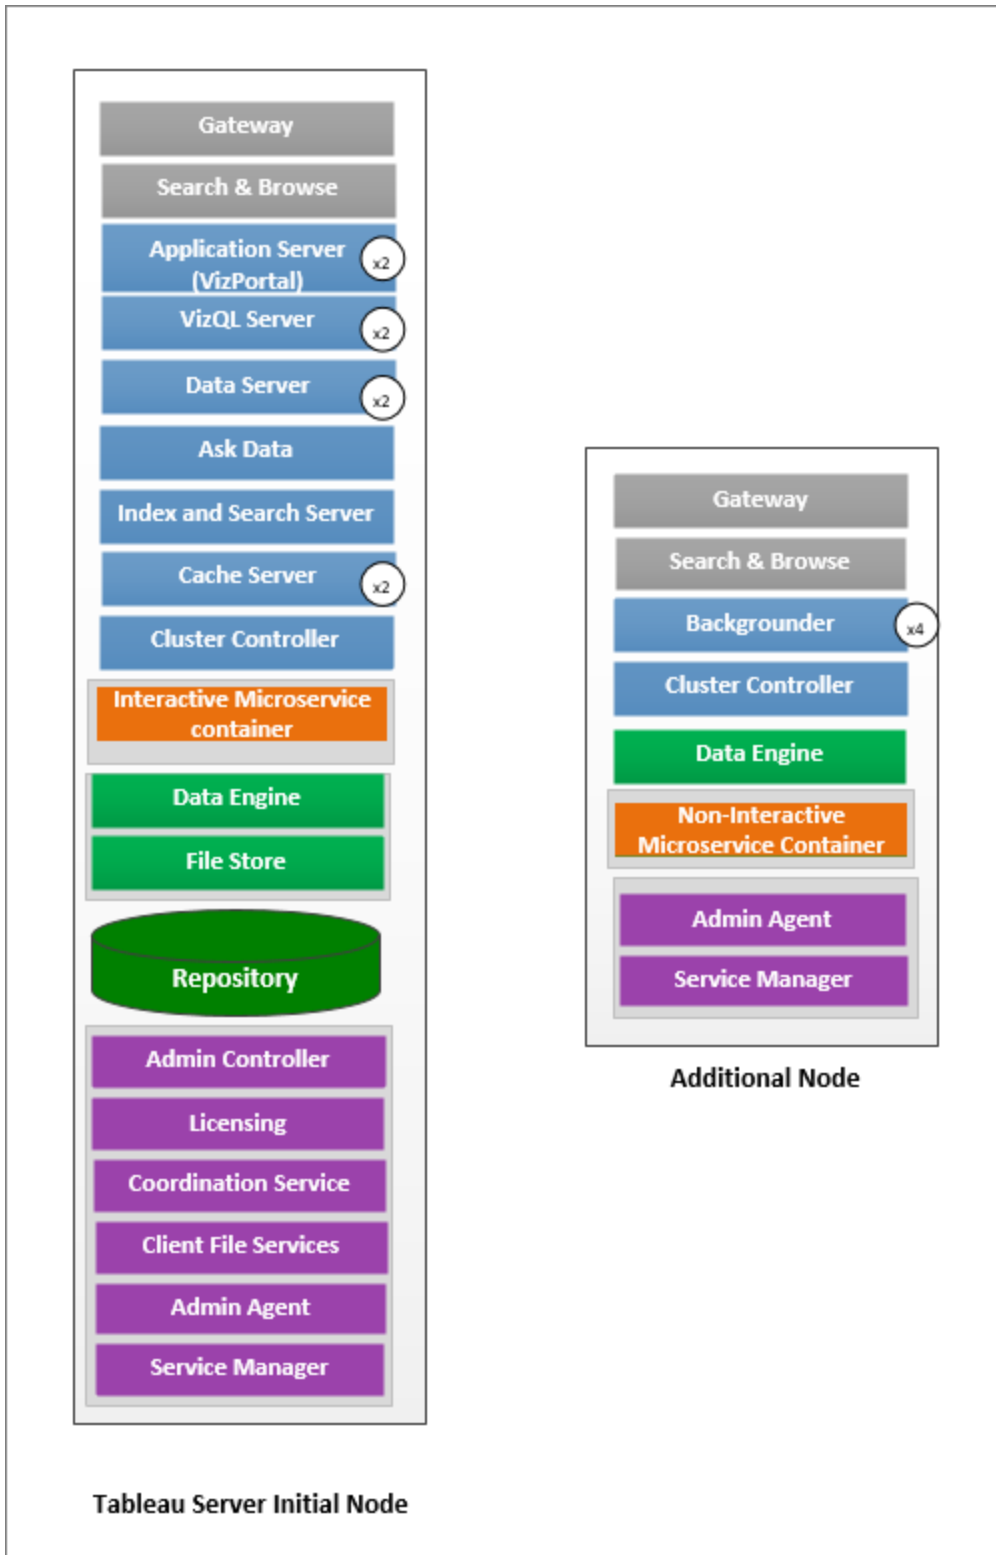 Gateway
Search & Browse
Application Server
(VizPortal)
x2
VizQL Server
x2
Data Server
x2
Ask Data
Index and Search Server
Cache Server
x2
Cluster Controller
Interactive Microservice
container
Data Engine
File Store
Repository
Admin Controller
Licensing
Coordination Service
Client File Services
Admin Agent
Service Manager
Tableau Server Initial Node
Gateway
Search & Browse
Backgrounder
x4
Cluster Controller
Data Engine
Non-Interactive
Microservice Container
Admin Agent
Service Manager
Additional Node